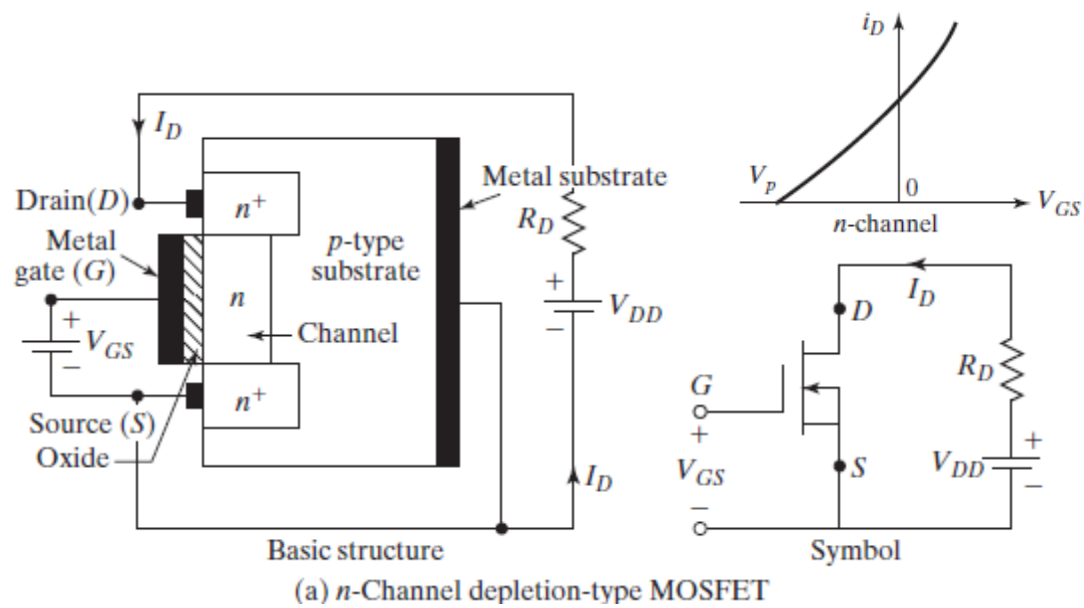 I_D
Drain(D)
n+
Metal
gate (G)
+
V_GS
−
n
p-type
substrate
Channel
Metal substrate
R_D
+
V_DD
−
n+
Source (S)
Oxide
I_D
Basic structure
i_D
V_p
0
V_GS
n-channel
I_D
D
R_D
G
+
V_GS
−
S
V_DD
+
−
Symbol
(a) n-Channel depletion-type MOSFET